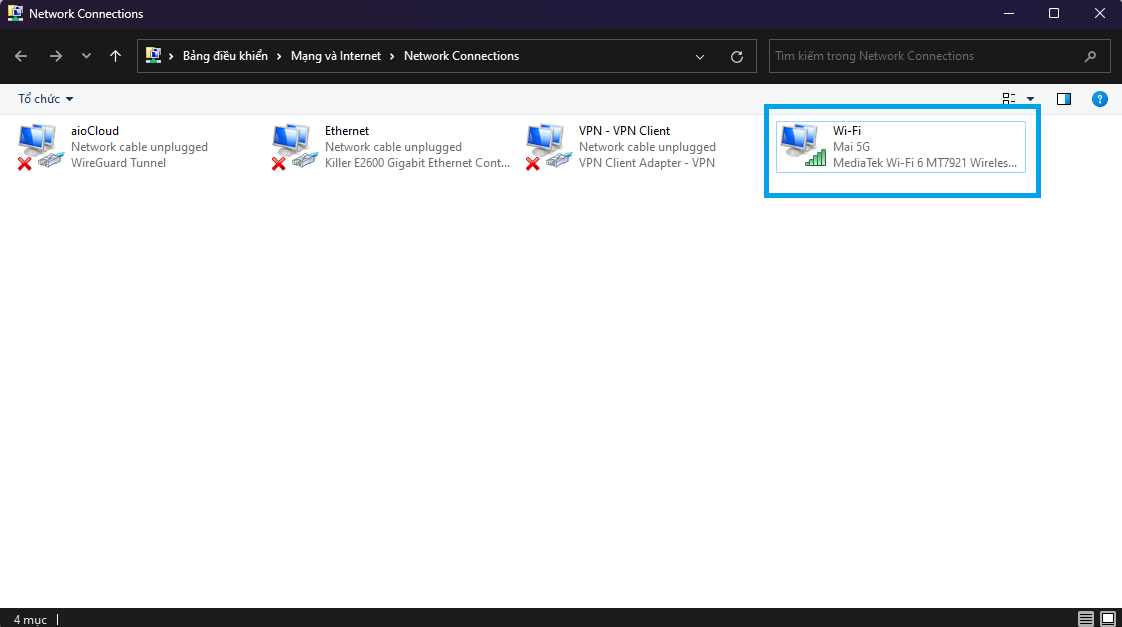 Network Connections
Bảng điều khiển
Mạng và Internet
Network Connections
Tìm kiếm trong Network Connections
Tổ chức
?
aioCloud
Network cable unplugged
WireGuard Tunnel
Ethernet
Network cable unplugged
Killer E2600 Gigabit Ethernet Cont...
VPN - VPN Client
Network cable unplugged
VPN Client Adapter - VPN
Wi-Fi
Mai 5G
MediaTek Wi-Fi 6 MT7921 Wireles...
4 mục